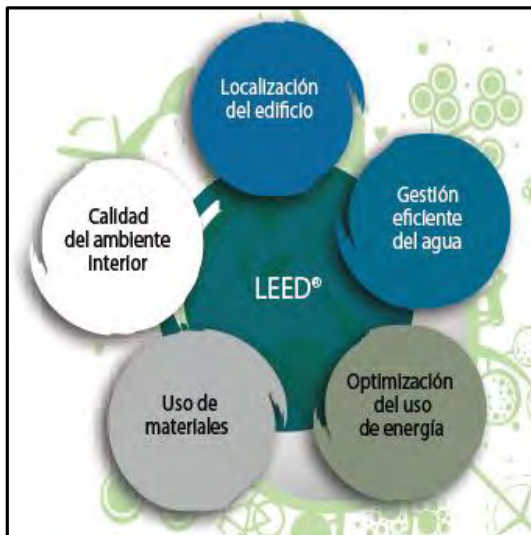 Localización
del edificio
Gestión
eficiente
del agua
Calidad
del ambiente
interior
LEED®
Optimización
del uso
de energía
Uso de
materiales